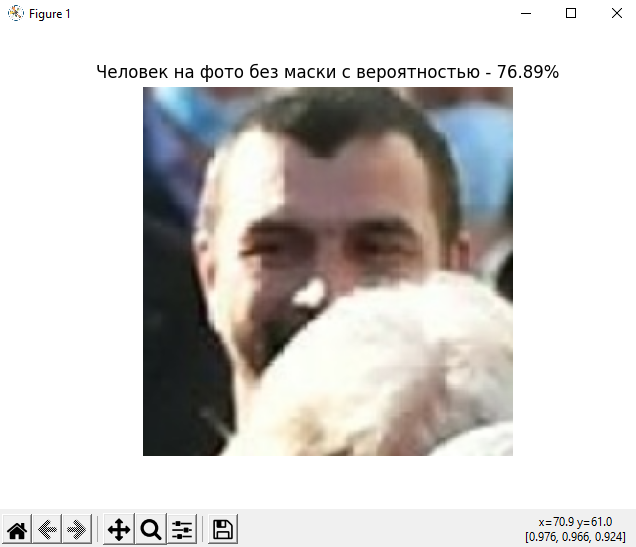 Figure 1
Человек на фото без маски с вероятностью - 76.89%
x=70.9 y=61.0
[0.976, 0.966, 0.924]